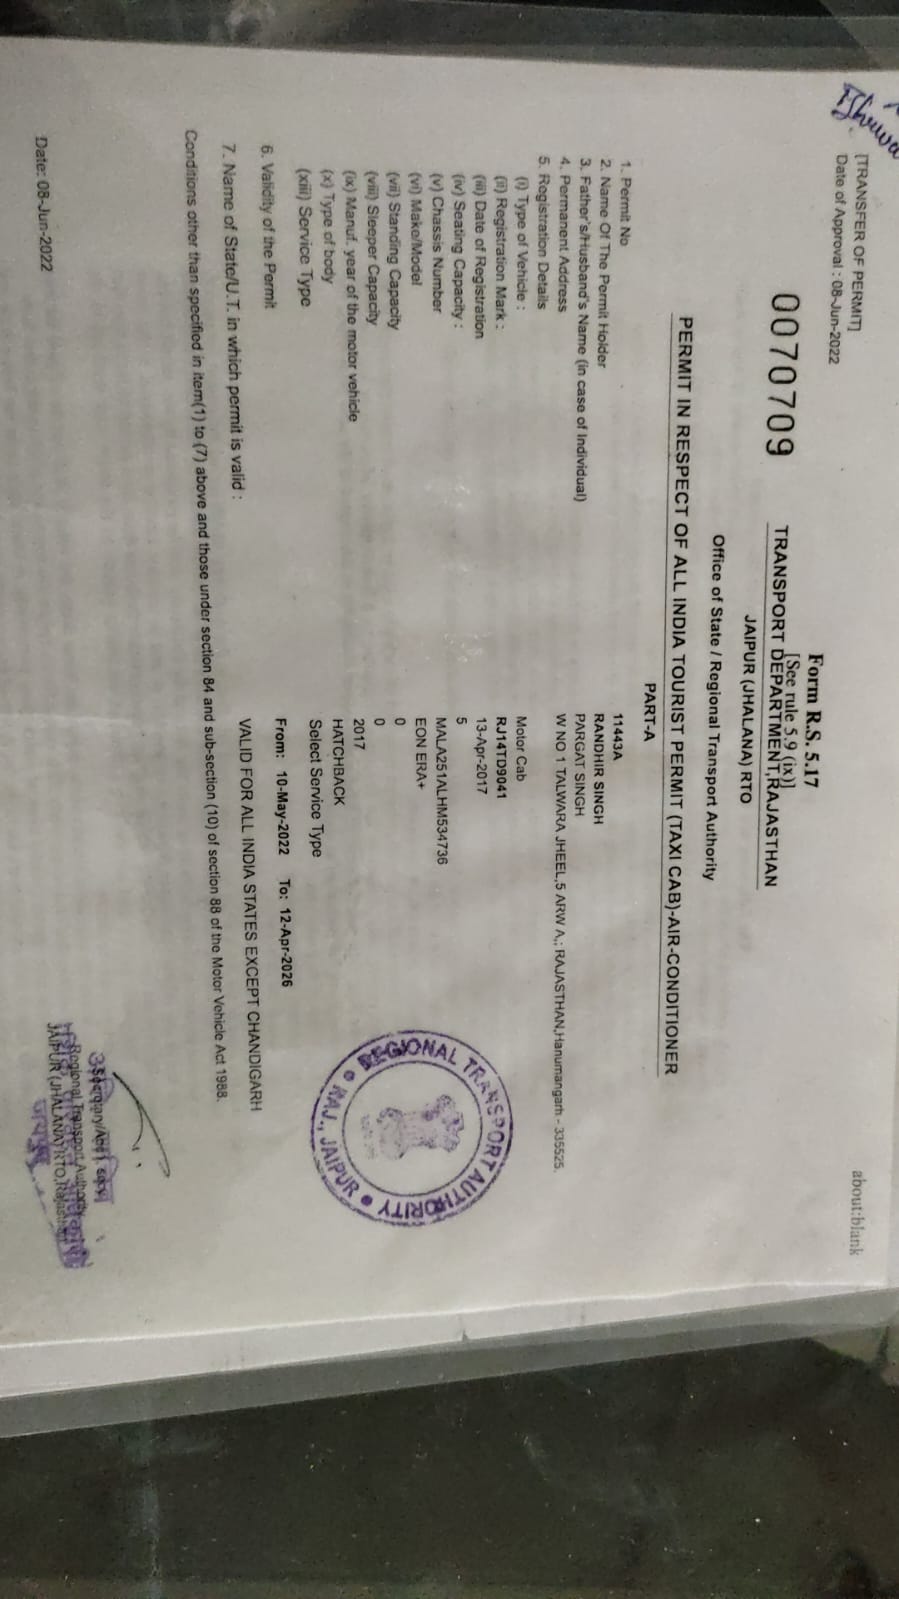 [TRANSFER OF PERMIT]
Date of Approval : 08-Jun-2022
about:blank
0070709
Form R.S. 5.17
[See rule 5.9 (ix)]
TRANSPORT DEPARTMENT,RAJASTHAN
JAIPUR (JHALANA) RTO
Office of State / Regional Transport Authority
PERMIT IN RESPECT OF ALL INDIA TOURIST PERMIT (TAXI CAB)-AIR-CONDITIONER
PART-A
1. Permit No 11443A
2. Name Of The Permit Holder RANDHIR SINGH
3. Father's/Husband's Name (in case of Individual) PARGAT SINGH
4. Permanent Address W NO 1 TALWARA JHEEL,5 ARW A,; RAJASTHAN,Hanumangarh - 335525.
5. Registration Details
(i) Type of Vehicle : Motor Cab
(ii) Registration Mark : RJ14TD9041
(iii) Date of Registration 13-Apr-2017
(iv) Seating Capacity : 5
(v) Chassis Number MALA251ALHM534736
(vi) Make/Model EON ERA+
(vii) Standing Capacity 0
(viii) Sleeper Capacity 0
(ix) Manuf. year of the motor vehicle 2017
(x) Type of body HATCHBACK
(xiii) Service Type Select Service Type
6. Validity of the Permit From: 10-May-2022 To: 12-Apr-2026
7. Name of State/U.T. in which permit is valid : VALID FOR ALL INDIA STATES EXCEPT CHANDIGARH
Conditions other than specified in item(1) to (7) above and those under section 84 and sub-section (10) of section 88 of the Motor Vehicle Act 1988.
REGIONAL TRANSPORT AUTHORITY
RAJ., JAIPUR
Regional Transport Authority
JAIPUR (JHALANA) RTO,
Date: 08-Jun-2022